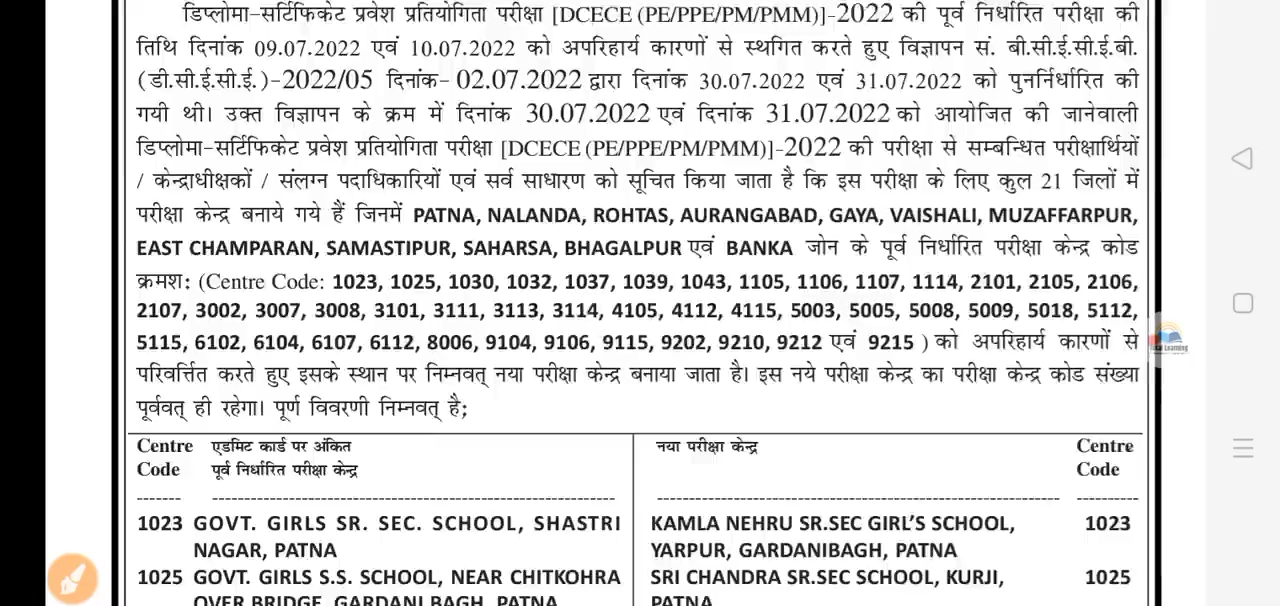 डिप्लोमा-सर्टिफिकेट प्रवेश प्रतियोगिता परीक्षा [DCECE (PE/PPE/PM/PMM)]-2022 की पूर्व निर्धारित परीक्षा की
तिथि दिनांक 09.07.2022 एवं 10.07.2022 को अपरिहार्य कारणों से स्थगित करते हुए विज्ञापन सं. बी.सी.ई.सी.ई.बी.
(डी.सी.ई.सी.ई.)-2022/05 दिनांक- 02.07.2022 द्वारा दिनांक 30.07.2022 एवं 31.07.2022 को पुनर्निर्धारित की
गयी थी। उक्त विज्ञापन के क्रम में दिनांक 30.07.2022 एवं दिनांक 31.07.2022 को आयोजित की जानेवाली
डिप्लोमा-सर्टिफिकेट प्रवेश प्रतियोगिता परीक्षा [DCECE (PE/PPE/PM/PMM)]-2022 की परीक्षा से सम्बन्धित परीक्षार्थियों
/ केन्द्राधीक्षकों / संलग्न पदाधिकारियों एवं सर्व साधारण को सूचित किया जाता है कि इस परीक्षा के लिए कुल 21 जिलों में
परीक्षा केन्द्र बनाये गये हैं जिनमें PATNA, NALANDA, ROHTAS, AURANGABAD, GAYA, VAISHALI, MUZAFFARPUR,
EAST CHAMPARAN, SAMASTIPUR, SAHARSA, BHAGALPUR एवं BANKA जोन के पूर्व निर्धारित परीक्षा केन्द्र कोड
क्रमश: (Centre Code: 1023, 1025, 1030, 1032, 1037, 1039, 1043, 1105, 1106, 1107, 1114, 2101, 2105, 2106,
2107, 3002, 3007, 3008, 3101, 3111, 3113, 3114, 4105, 4112, 4115, 5003, 5005, 5008, 5009, 5018, 5112,
5115, 6102, 6104, 6107, 6112, 8006, 9104, 9106, 9115, 9202, 9210, 9212 एवं 9215 ) को अपरिहार्य कारणों से
परिवर्त्तित करते हुए इसके स्थान पर निम्नवत् नया परीक्षा केन्द्र बनाया जाता है। इस नये परीक्षा केन्द्र का परीक्षा केन्द्र कोड संख्या
पूर्ववत् ही रहेगा। पूर्ण विवरणी निम्नवत् है;
Centre एडमिट कार्ड पर अंकित नया परीक्षा केन्द्र Centre
Code पूर्व निर्धारित परीक्षा केन्द्र Code
1023 GOVT. GIRLS SR. SEC. SCHOOL, SHASTRI KAMLA NEHRU SR.SEC GIRL'S SCHOOL, 1023
NAGAR, PATNA YARPUR, GARDANIBAGH, PATNA
1025 GOVT. GIRLS S.S. SCHOOL, NEAR CHITKOHRA SRI CHANDRA SR.SEC SCHOOL, KURJI, 1025
OVER BRIDGE, GARDANI BAGH, PATNA PATNA